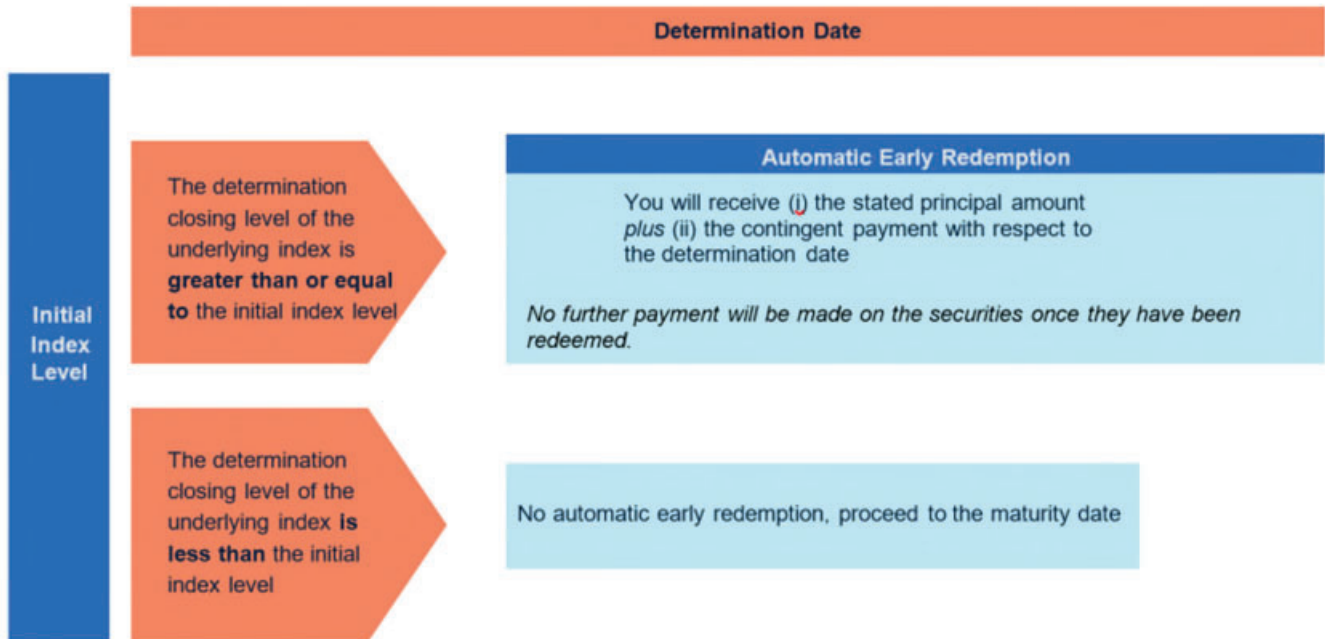 Determination Date
Initial
Index
Level
The determination
closing level of the
underlying index is
greater than or equal
to the initial index level
Automatic Early Redemption
You will receive (i) the stated principal amount
plus (ii) the contingent payment with respect to
the determination date
No further payment will be made on the securities once they have been
redeemed.
The determination
closing level of the
underlying index is
less than the initial
index level
No automatic early redemption, proceed to the maturity date